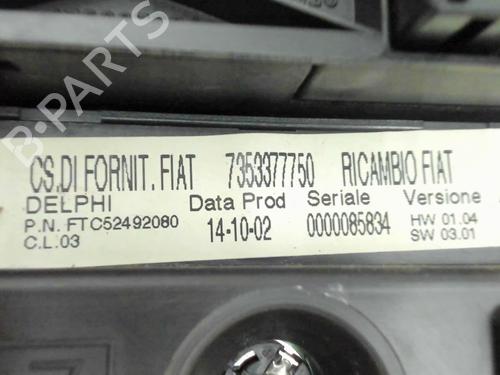 CS.DI FORNIT. FIAT 7353377750 RICAMBIO FIAT
DELPHI Data Prod Seriale Versione
P.N. FTC52492080 14-10-02 0000085834 HW 01.04
C.L.03 SW 03.01
B-PARTS